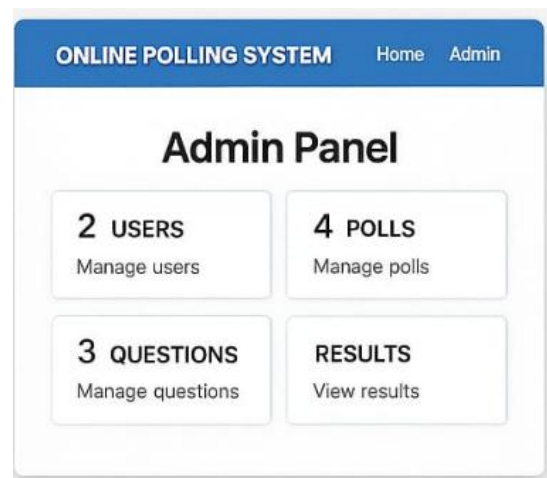 ONLINE POLLING SYSTEM Home Admin
Admin Panel
2 USERS
Manage users
4 POLLS
Manage polls
3 QUESTIONS
Manage questions
RESULTS
View results